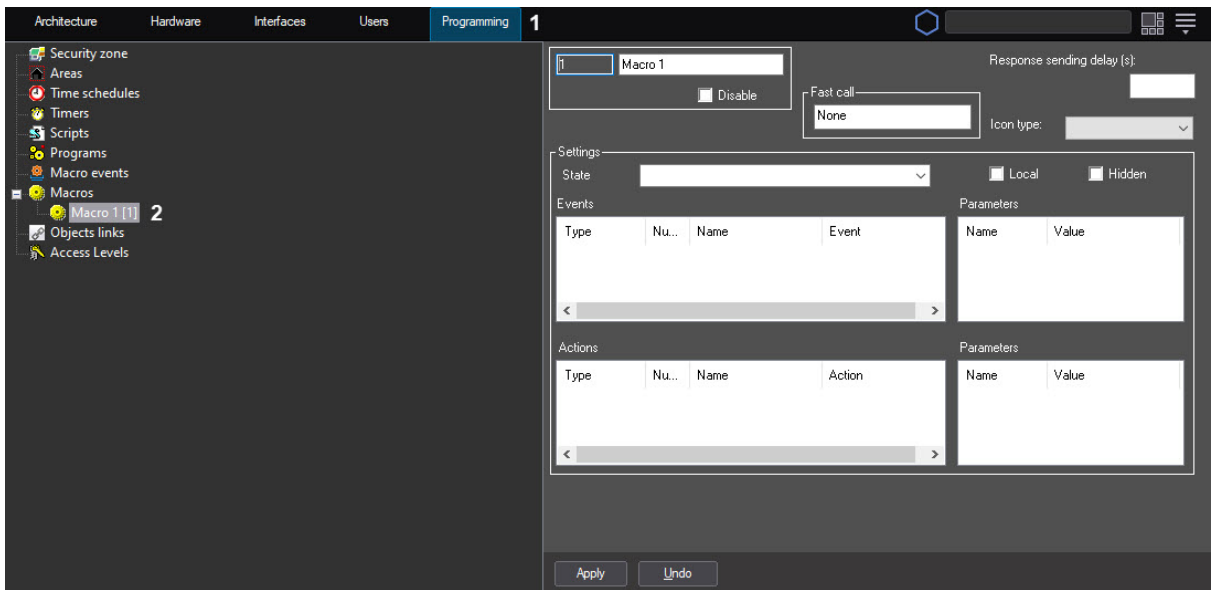 Architecture Hardware Interfaces Users Programming 1
Security zone
Areas
Time schedules
Timers
Scripts
Programs
Macro events
Macros
Macro 1 [1] 2
Objects links
Access Levels
1 Macro 1
Disable
Fast call
None
Response sending delay (s):
Icon type:
Settings
State
Local Hidden
Events
Type Nu... Name Event
Parameters
Name Value
Actions
Type Nu... Name Action
Parameters
Name Value
Apply Undo